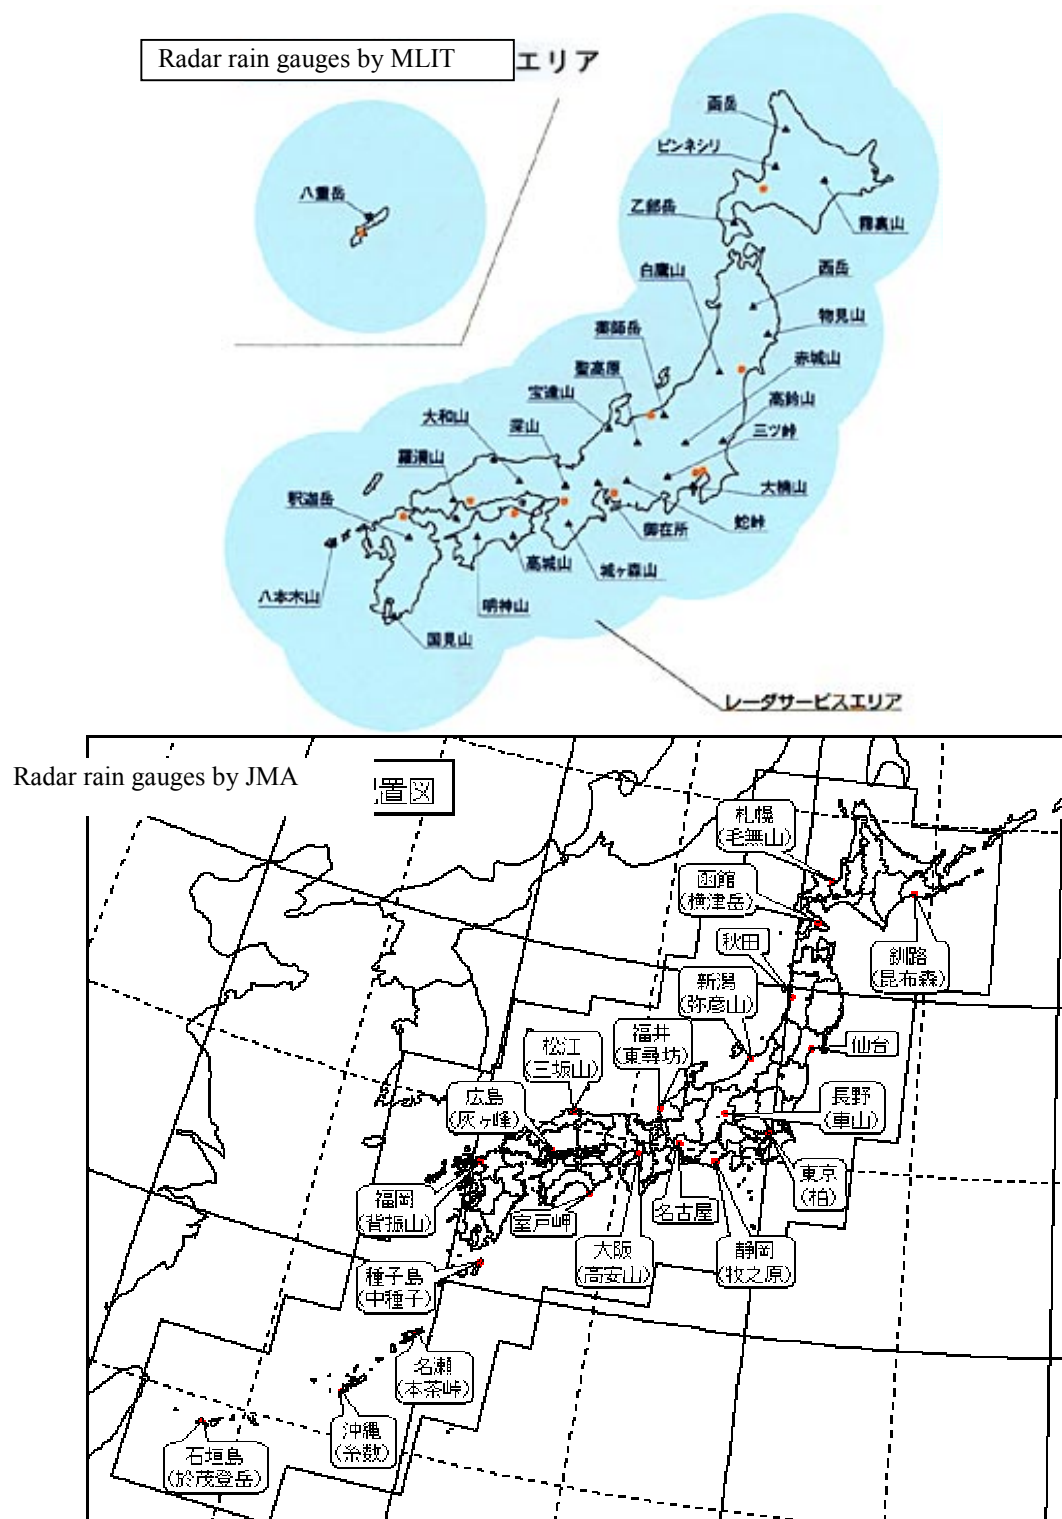 Radar rain gauges by MLIT
エリア
函岳
ピンネシリ
八重岳
乙部岳
霧裏山
白鷹山
西岳
物見山
薬師岳
聖高原
赤城山
宝達山
大和山
高鈴山
深山
三ツ峠
羅漢山
釈迦岳
大楠山
御在所
蛇峠
高城山
城ヶ森山
八本木山
明神山
国見山
レーダサービスエリア
Radar rain gauges by JMA
置図
札幌
(毛無山)
函館
(横津岳)
秋田
釧路
(昆布森)
新潟
(弥彦山)
福井
(東尋坊)
仙台
松江
(三坂山)
広島
(灰ヶ峰)
長野
(車山)
東京
(柏)
福岡
(背振山)
室戸岬
名古屋
大阪
(高安山)
静岡
(牧之原)
種子島
(中種子)
名瀬
(本茶峠)
沖縄
(糸数)
石垣島
(於茂登岳)